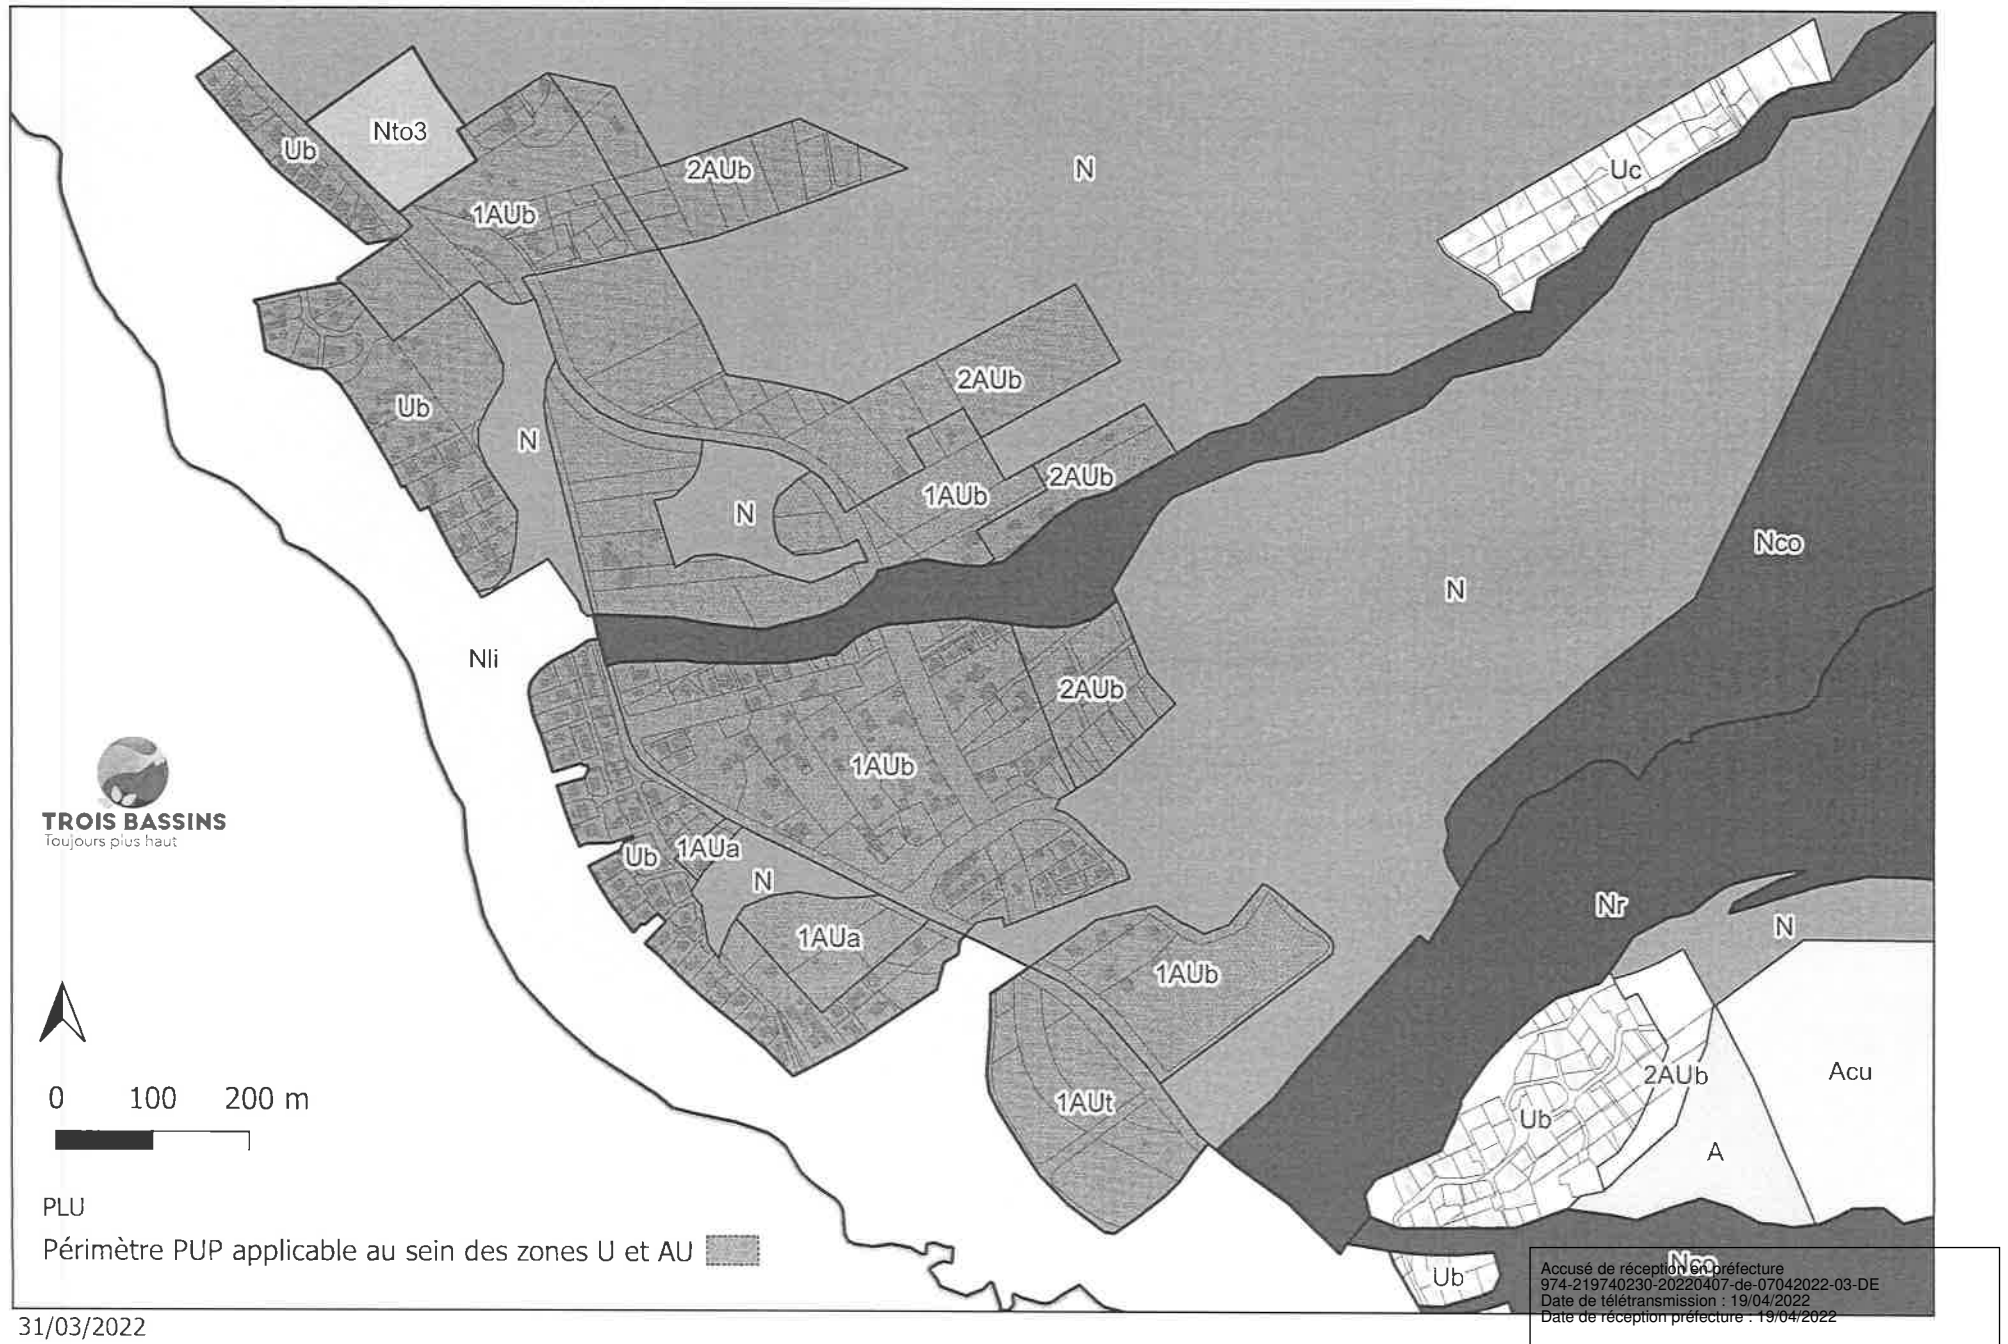 Nto3
Ub
2AUb
N
Uc
1AUb
2AUb
Ub
N
2AUb
1AUb
N
Nco
N
Nli
2AUb
1AUb
TROIS BASSINS
Toujours plus haut
Ub
1AUa
N
Nr
N
1AUa
1AUb
Acu
2AUb
1AUt
Ub
A
0 100 200 m
PLU
Périmètre PUP applicable au sein des zones U et AU
Ub
Nco
Accusé de réception en préfecture
974-219740230-20220407-de-07042022-03-DE
Date de télétransmission : 19/04/2022
Date de réception préfecture : 19/04/2022
31/03/2022